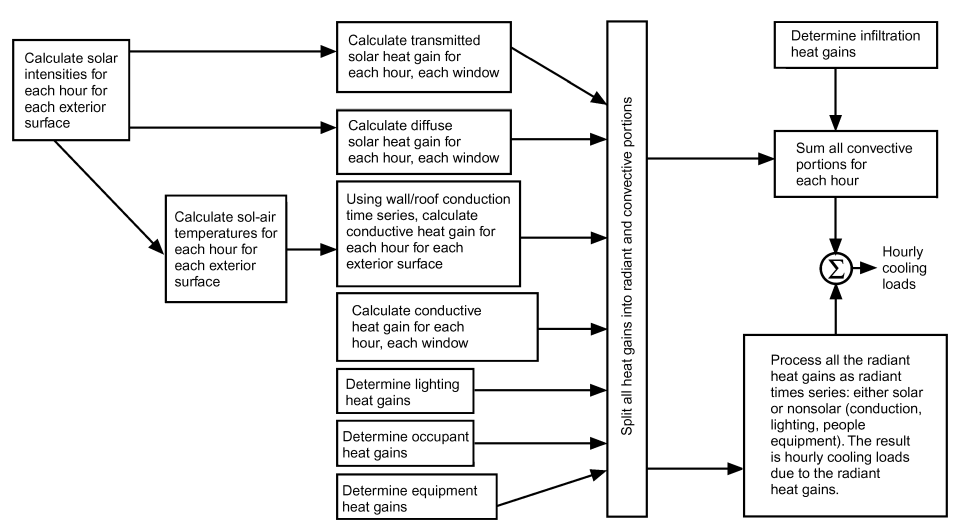 Calculate solar
intensities for
each hour for
each exterior
surface
Calculate sol-air
temperatures for
each hour for
each exterior
surface
Calculate transmitted
solar heat gain for
each hour, each window
Calculate diffuse
solar heat gain for
each hour, each window
Using wall/roof conduction
time series, calculate
conductive heat gain for
each hour for each
exterior surface
Calculate conductive
heat gain for each
hour, each window
Determine lighting
heat gains
Determine occupant
heat gains
Determine equipment
heat gains
Split all heat gains into radiant and convective portions
Determine infiltration
heat gains
Sum all convective
portions for
each hour
Σ
Hourly
cooling
loads
Process all the radiant
heat gains as radiant
times series: either solar
or nonsolar (conduction,
lighting, people
equipment). The result
is hourly cooling loads
due to the radiant
heat gains.